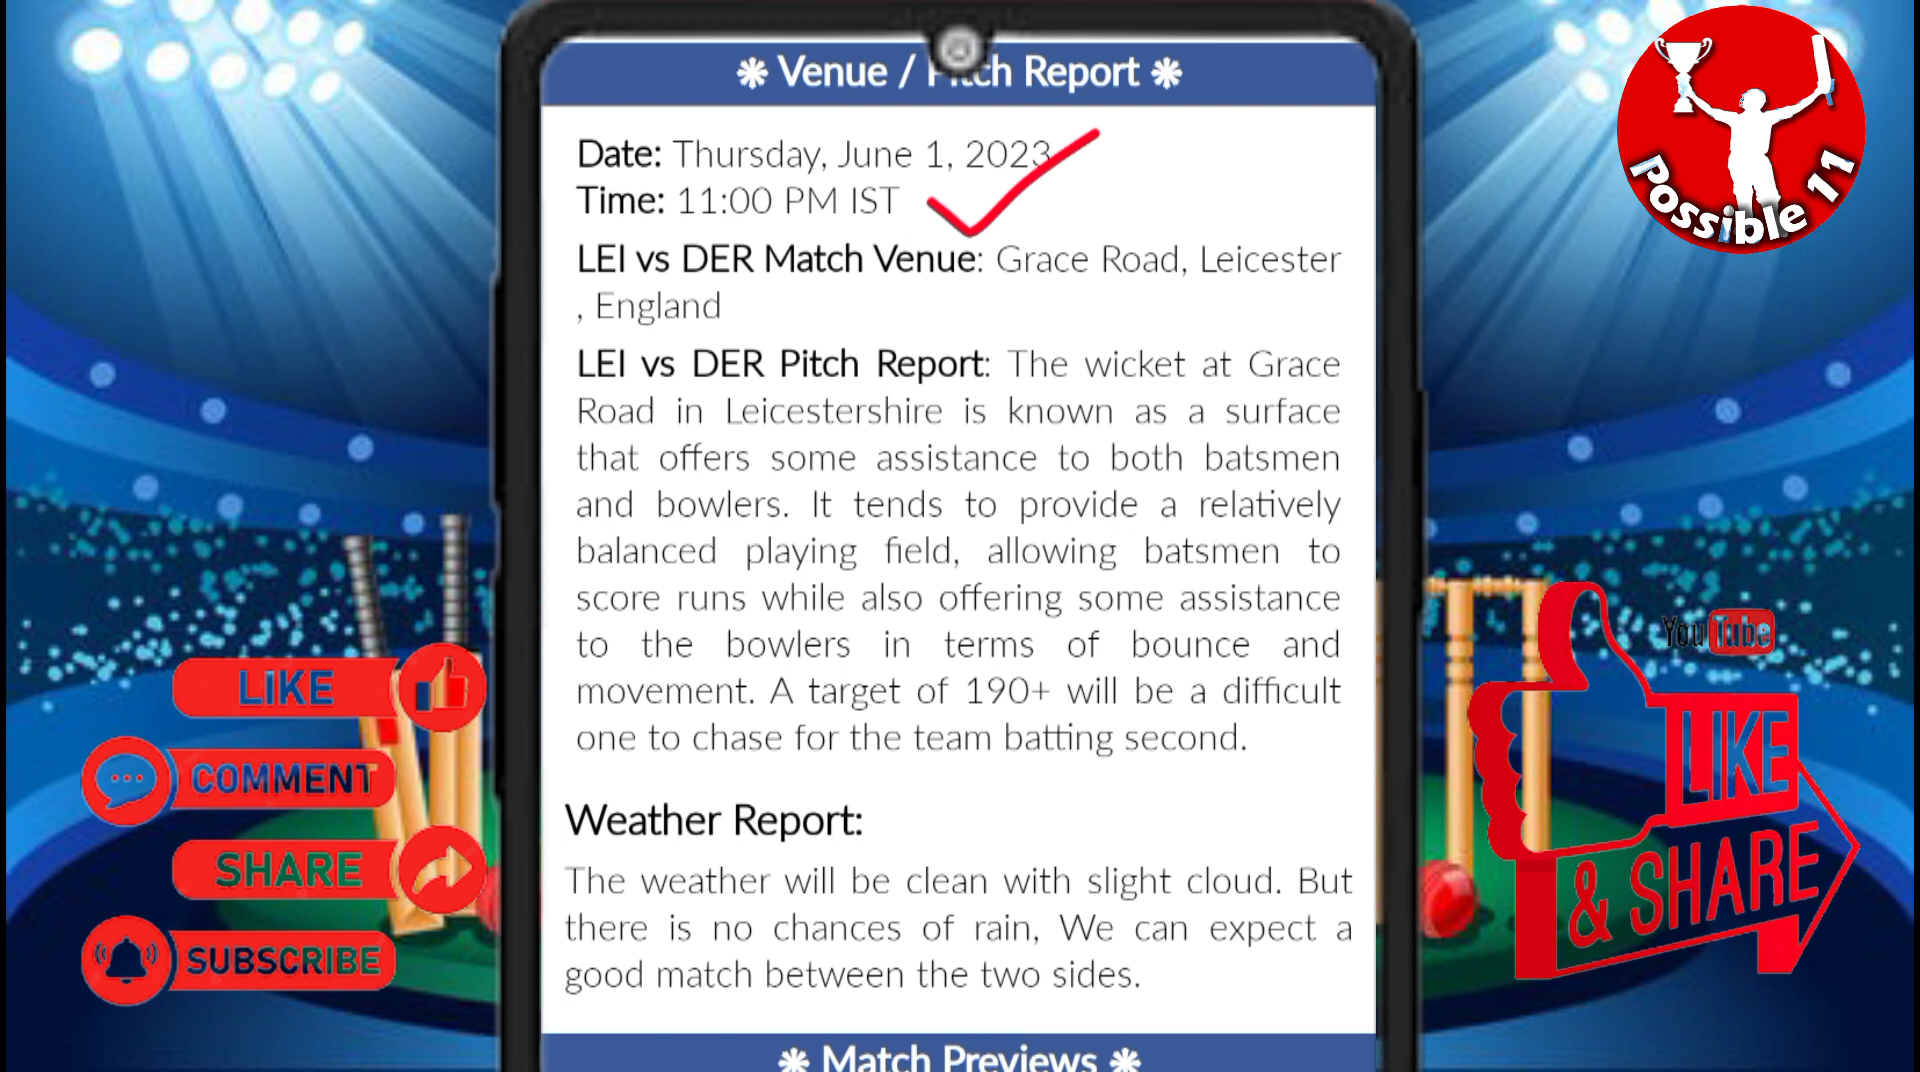 ❋ Venue / Pitch Report ❋
Date: Thursday, June 1, 2023
Time: 11:00 PM IST
LEI vs DER Match Venue: Grace Road, Leicester
, England
LEI vs DER Pitch Report: The wicket at Grace
Road in Leicestershire is known as a surface
that offers some assistance to both batsmen
and bowlers. It tends to provide a relatively
balanced playing field, allowing batsmen to
score runs while also offering some assistance
to the bowlers in terms of bounce and
movement. A target of 190+ will be a difficult
one to chase for the team batting second.
Weather Report:
The weather will be clean with slight cloud. But
there is no chances of rain, We can expect a
good match between the two sides.
❋ Match Previews ❋
LIKE
COMMENT
SHARE
SUBSCRIBE
Possible 11
YouTube
LIKE
& SHARE